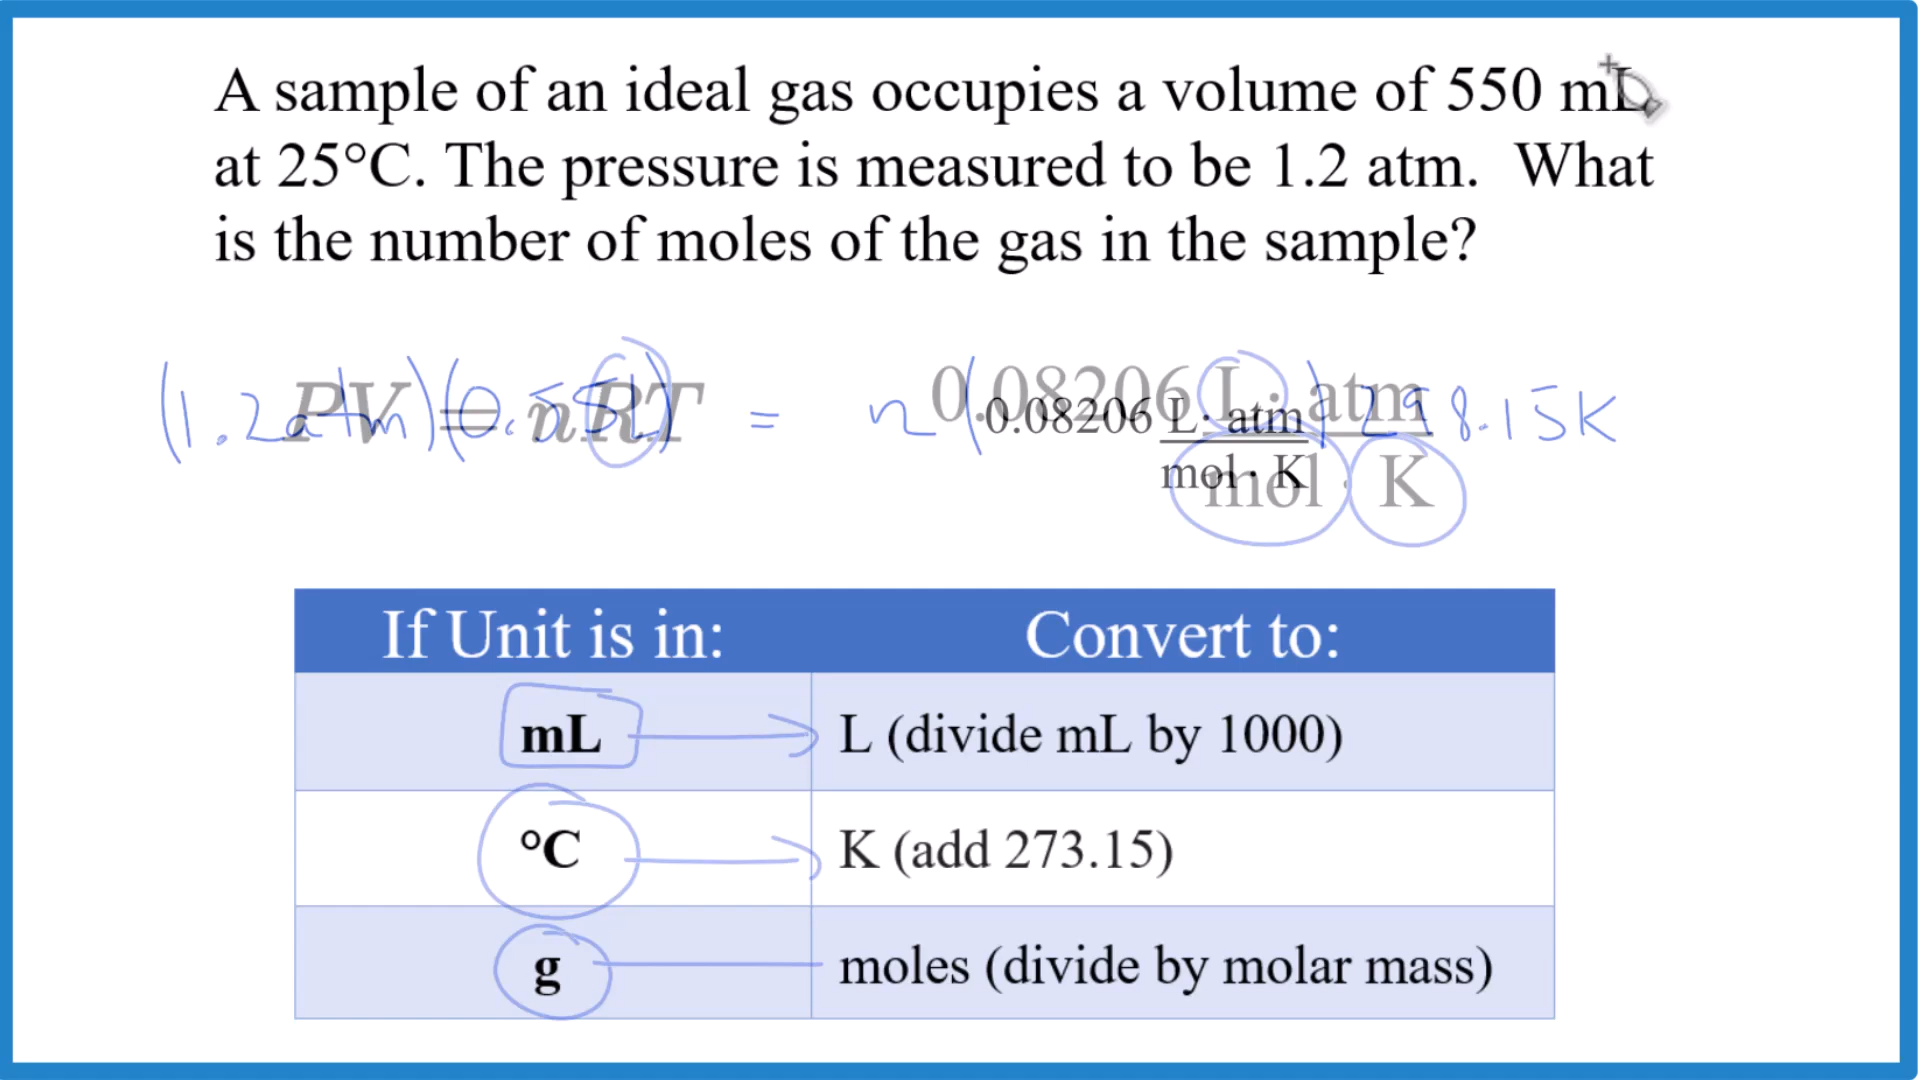 A sample of an ideal gas occupies a volume of 550 mL
at 25°C. The pressure is measured to be 1.2 atm. What
is the number of moles of the gas in the sample?
PV = nRT 0.08206 L · atm
mol · K
(1.2atm)(0.55L) = n(0.08206 L · atm) 298.15K
mol · K
If Unit is in: Convert to:
mL L (divide mL by 1000)
°C K (add 273.15)
g moles (divide by molar mass)